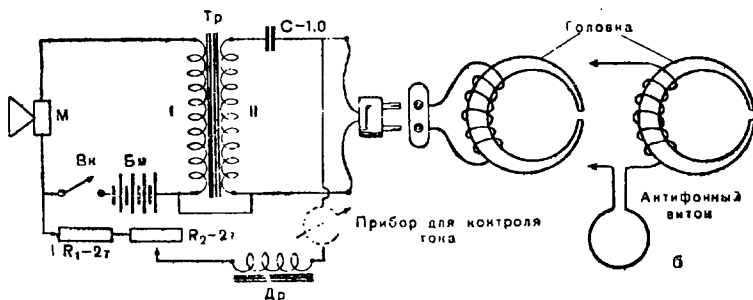 Тр
С-1,0
Головка
М
I
II
Вк
Бм
Прибор для контроля
тока
Антифонный
виток
R₁-2т
R₂-2т
Др
б